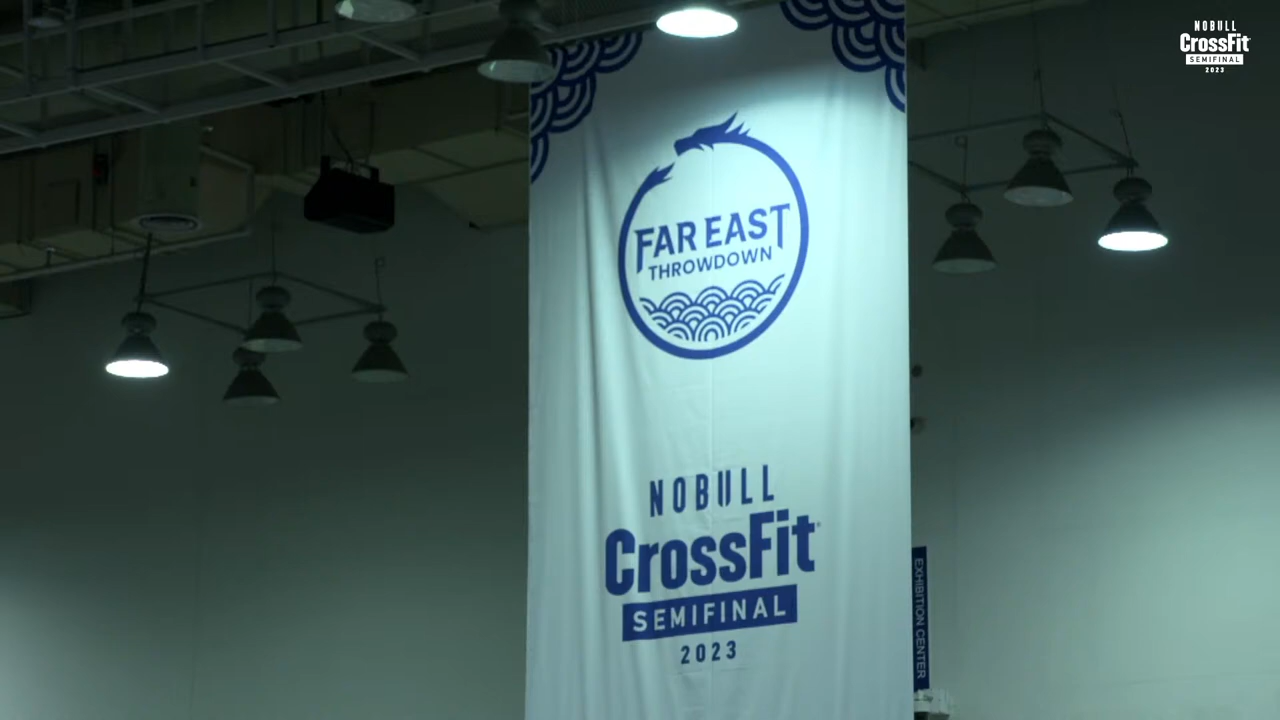 NOBULL
CrossFit
SEMIFINAL
2023
FAR EAST
THROWDOWN
NOBULL
CrossFit
SEMIFINAL
2023
EXHIBITION CENTER